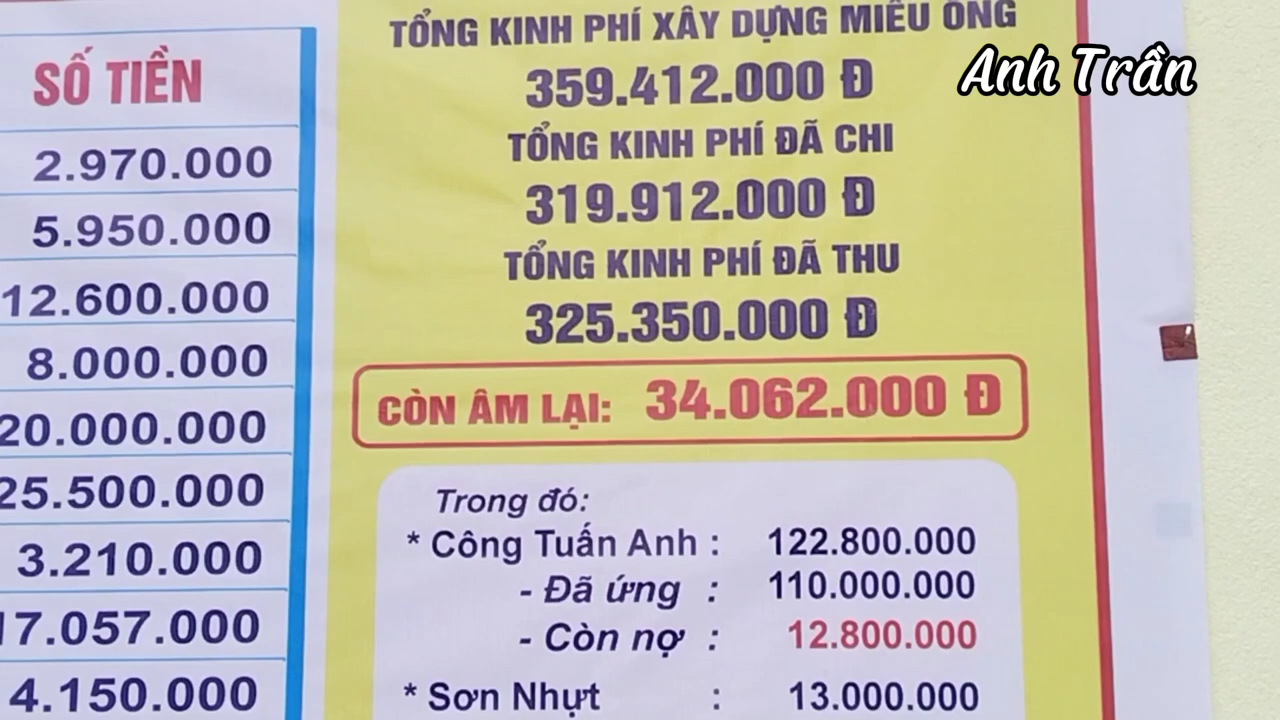 TỔNG KINH PHÍ XÂY DỰNG MIẾU ÔNG
Anh Trần
359.412.000 Đ
TỔNG KINH PHÍ ĐÃ CHI
319.912.000 Đ
TỔNG KINH PHÍ ĐÃ THU
325.350.000 Đ
CÒN ÂM LẠI: 34.062.000 Đ
Trong đó:
* Công Tuấn Anh : 122.800.000
- Đã ứng : 110.000.000
- Còn nợ : 12.800.000
* Sơn Nhựt : 13.000.000
SỐ TIỀN
2.970.000
5.950.000
12.600.000
8.000.000
20.000.000
25.500.000
3.210.000
17.057.000
4.150.000